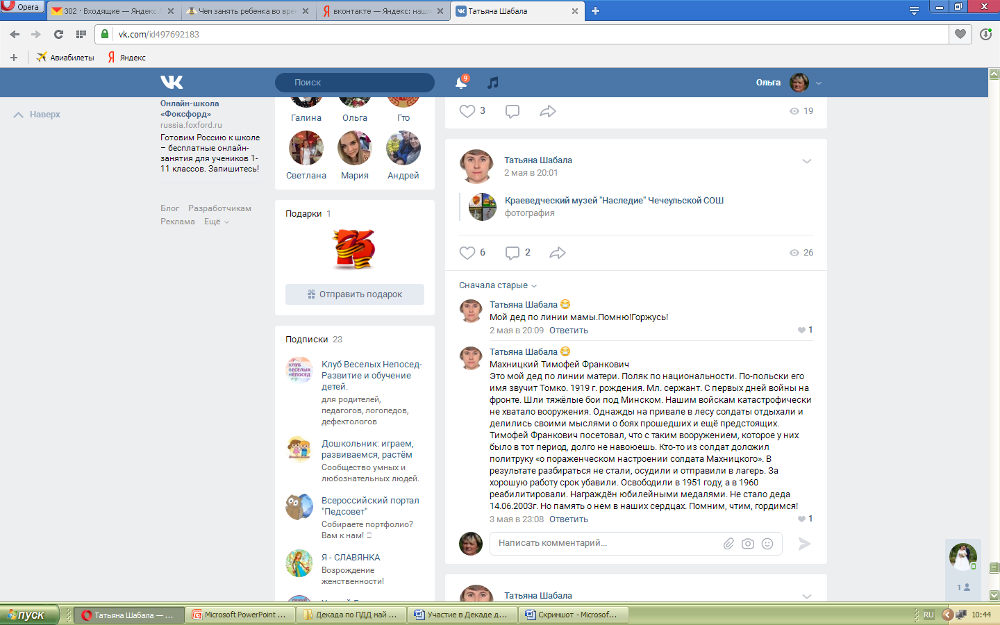 Opera
302 · Входящие — Яндекс.
Чем занять ребенка во вре
вконтакте — Яндекс: наш
Татьяна Шабала
vk.com/id497692183
Авиабилеты
Яндекс
Поиск
9
Ольга
Наверх
Онлайн-школа
«Фоксфорд»
russia.foxford.ru
Готовим Россию к школе
– бесплатные онлайн-
занятия для учеников 1-
11 классов. Запишитесь!
Блог Разработчикам
Реклама Ещё
Галина Ольга Гто
Светлана Мария Андрей
Подарки 1
Отправить подарок
Подписки 23
КЛУБ ВЕСЕЛЫХ НЕПОСЕД
Клуб Веселых Непосед-
Развитие и обучение
детей.
для родителей,
педагогов, логопедов,
дефектологов
Дошкольник: играем,
развиваемся, растём
Сообщество умных и
любознательных людей.
Всероссийский портал
"Педсовет"
Собираете портфолио?
Вам к нам!
Я - СЛАВЯНКА
Возрождение
женственности!
3 19
Татьяна Шабала
2 мая в 20:01
Краеведческий музей "Наследие" Чечеульской СОШ
фотография
6 2 26
Сначала старые
Татьяна Шабала
Мой дед по линии мамы.Помню!Горжусь!
2 мая в 20:09 Ответить 1
Татьяна Шабала
Махницкий Тимофей Франкович
Это мой дед по линии матери. Поляк по национальности. По-польски его
имя звучит Томко. 1919 г. рождения. Мл. сержант. С первых дней войны на
фронте. Шли тяжёлые бои под Минском. Нашим войскам катастрофически
не хватало вооружения. Однажды на привале в лесу солдаты отдыхали и
делились своими мыслями о боях прошедших и ещё предстоящих.
Тимофей Франкович посетовал, что с таким вооружением, которое у них
было в тот период, долго не навоюешь. Кто-то из солдат доложил
политруку «о пораженческом настроении солдата Махницкого». В
результате разбираться не стали, осудили и отправили в лагерь. За
хорошую работу срок убавили. Освободили в 1951 году, а в 1960
реабилитировали. Награждён юбилейными медалями. Не стало деда
14.06.2003г. Но память о нем в наших сердцах. Помним, чтим, гордимся!
3 мая в 23:08 Ответить 1
Написать комментарий...
Татьяна Шабала
1
пуск
Татьяна Шабала — ...
Microsoft PowerPoint ...
Декада по ПДД май ...
Участие в Декаде д...
Скриншот - Microsof...
RU
10:44